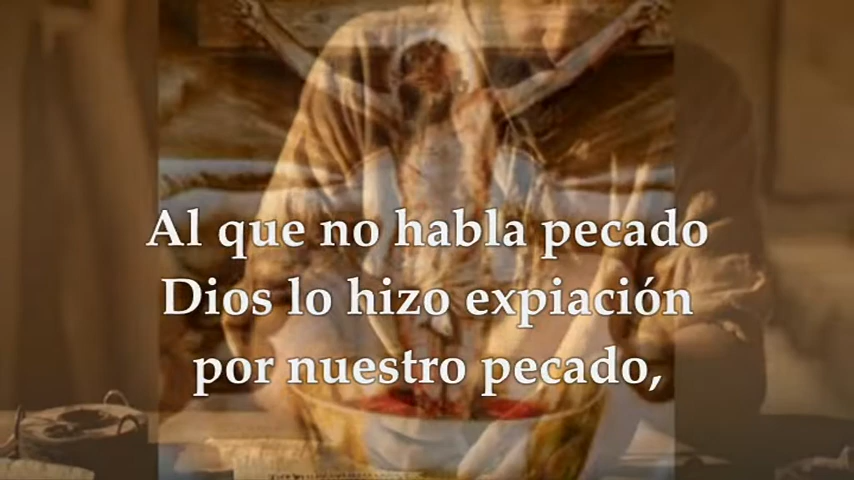 Al que no habla pecado
Dios lo hizo expiación
por nuestro pecado,